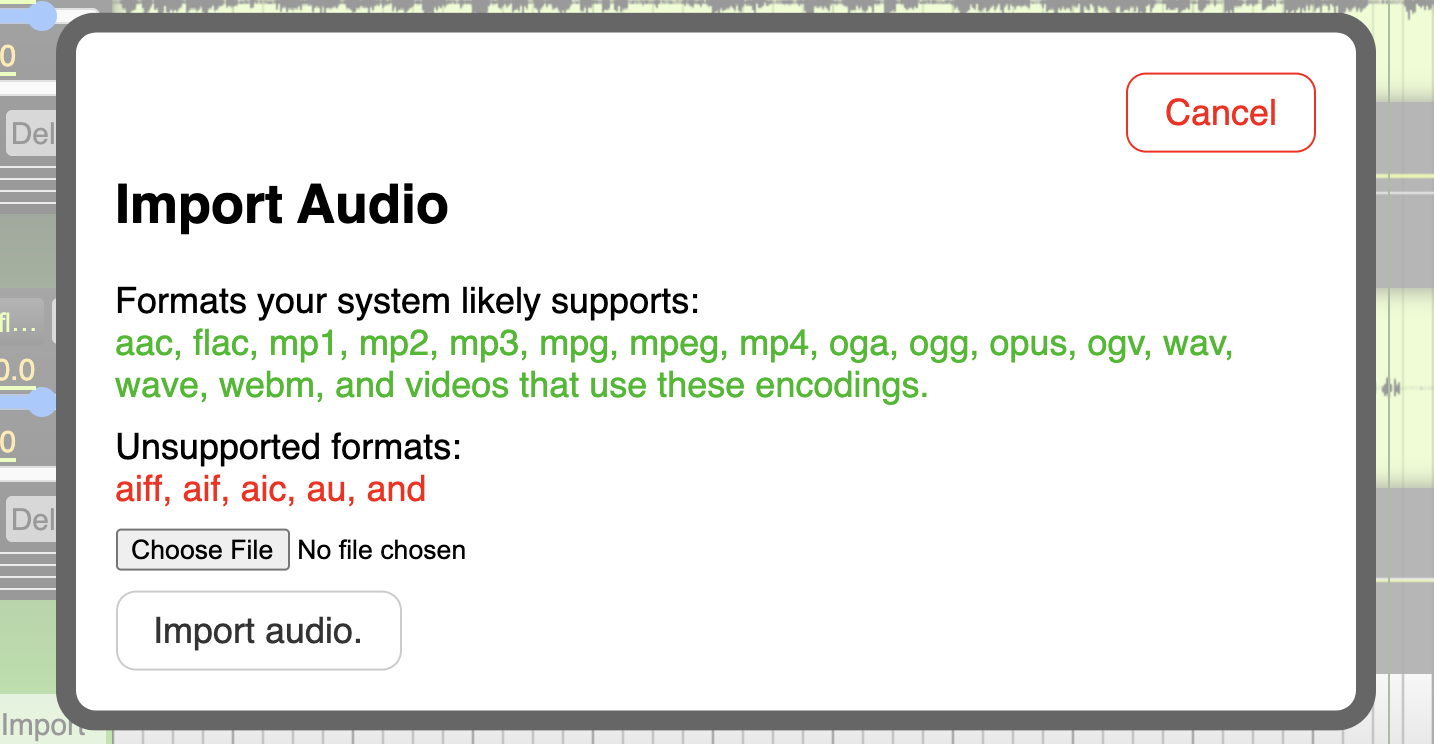 0
Cancel
Del
Import Audio
Formats your system likely supports:
aac, flac, mp1, mp2, mp3, mpg, mpeg, mp4, oga, ogg, opus, ogv, wav,
wave, webm, and videos that use these encodings.
fl...
0.0
0
Unsupported formats:
aiff, aif, aic, au, and
Del
Choose File No file chosen
Import audio.
Import